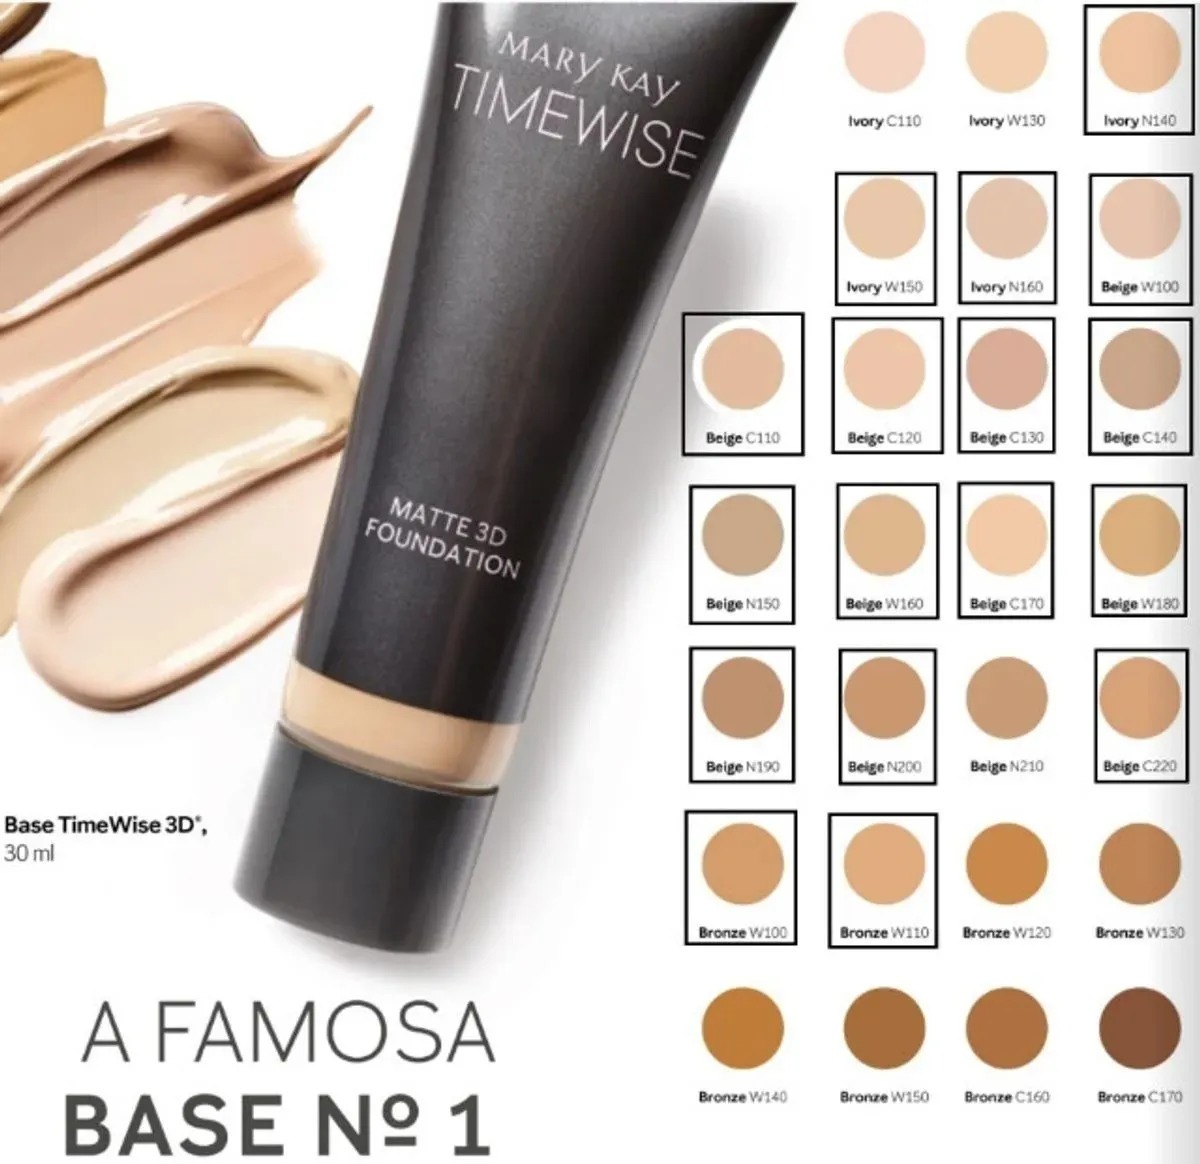 MARY KAY
TIMEWISE
MATTE 3D
FOUNDATION
Base TimeWise 3D®,
30 ml
A FAMOSA
BASE Nº 1
Ivory C110
Ivory W130
Ivory N140
Ivory W150
Ivory N160
Beige W100
Beige C110
Beige C120
Beige C130
Beige C140
Beige N150
Beige W160
Beige C170
Beige W180
Beige N190
Beige N200
Beige N210
Beige C220
Bronze W100
Bronze W110
Bronze W120
Bronze W130
Bronze W140
Bronze W150
Bronze C160
Bronze C170